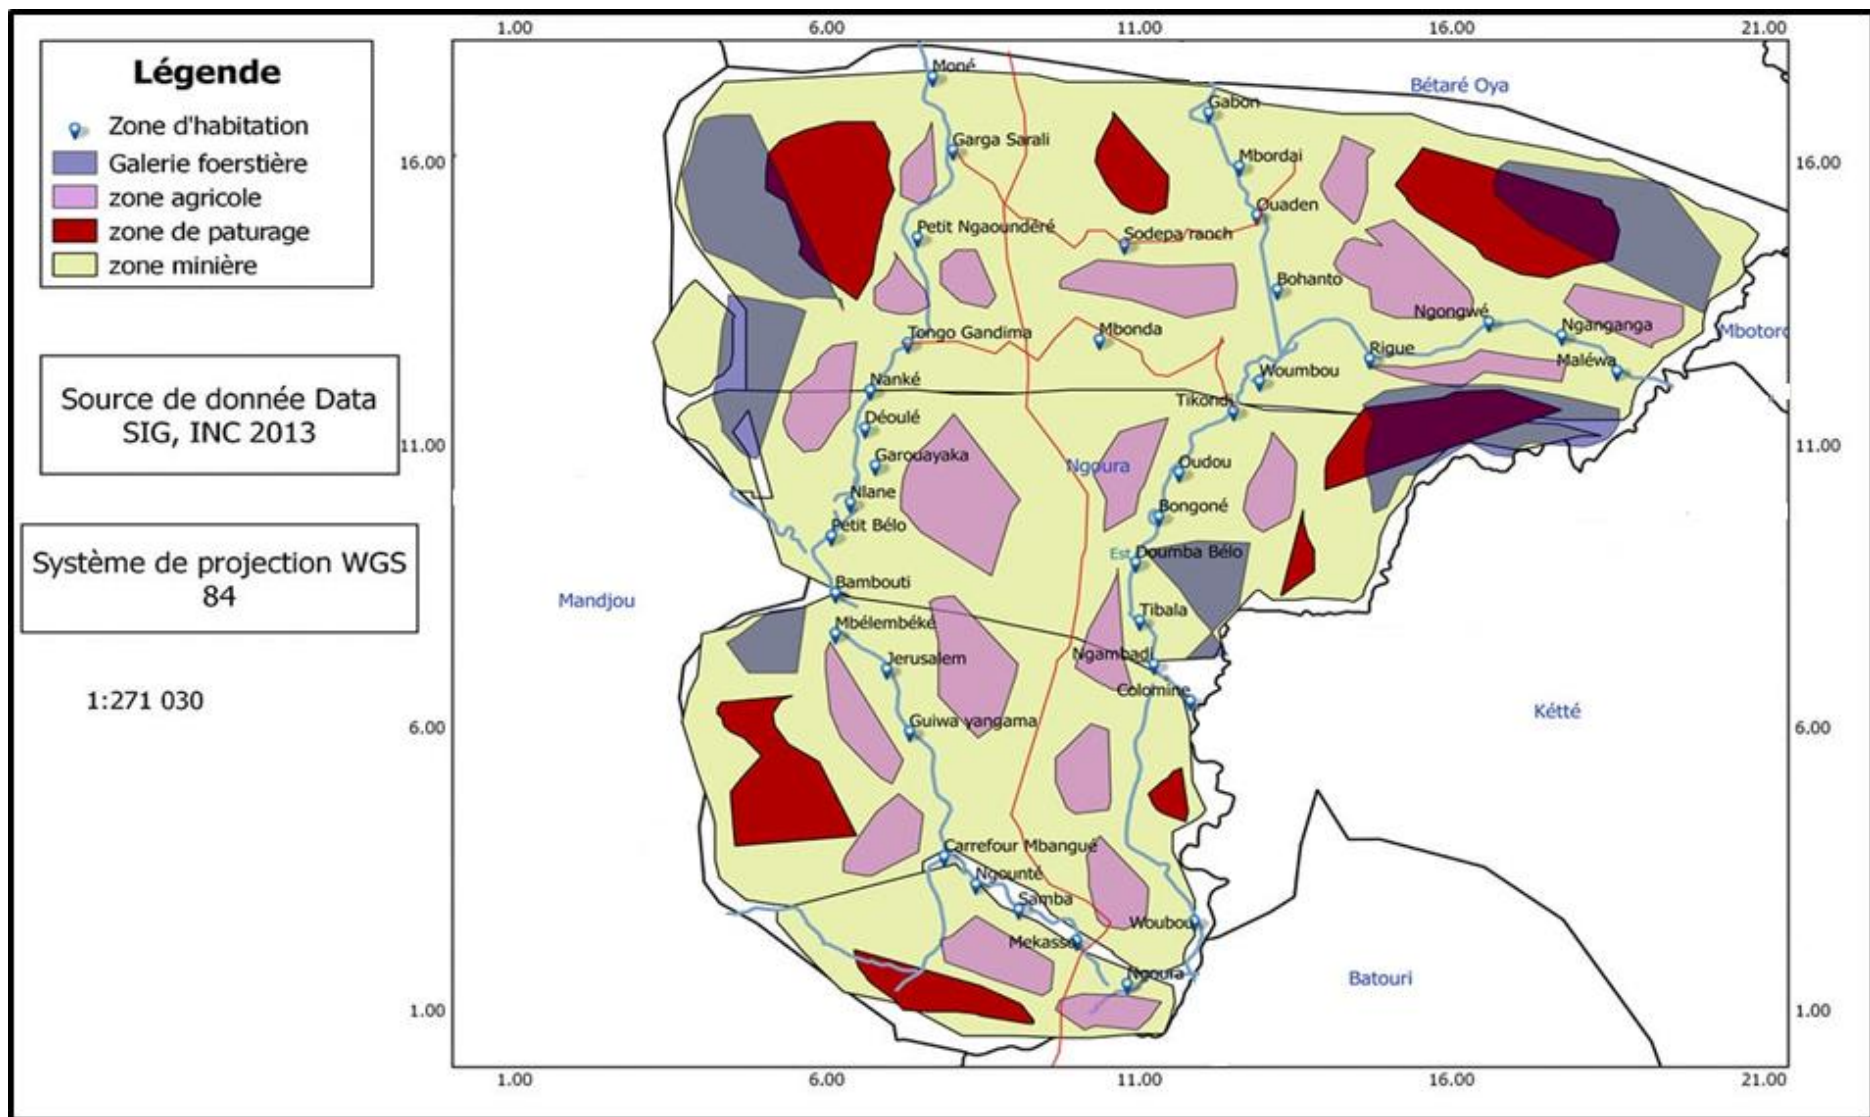 Légende
Zone d'habitation
Galerie foerstière
zone agricole
zone de paturage
zone minière
Source de donnée Data
SIG, INC 2013
Système de projection WGS
84
1:271 030
1.00 6.00 11.00 16.00 21.00
Moné
Bétaré Oya
Gabon
Garga Sarali
Mbordai
16.00 16.00
Ouaden
Petit Ngaoundéré
Sodepa ranch
Bohanto
Ngongwé
Nganganga
Mbotoro
Tongo Gandima
Mbonda
Rigue
Maléwa
Woumbou
Nanké
Tikondi
Déoulé
11.00 11.00
Garouayaka
Ngoura
Oudou
Nlane
Bongoné
Petit Bélo
Est
Doumba Bélo
Bambouti
Mandjou
Tibala
Mbélembéké
Ngambadi
Jerusalem
Colomine
Kétté
Guiwa yangama
6.00 6.00
Carrefour Mbangué
Ngounté
Samba
Woubou
Mekasso
Ngoura
Batouri
1.00 1.00
1.00 6.00 11.00 16.00 21.00